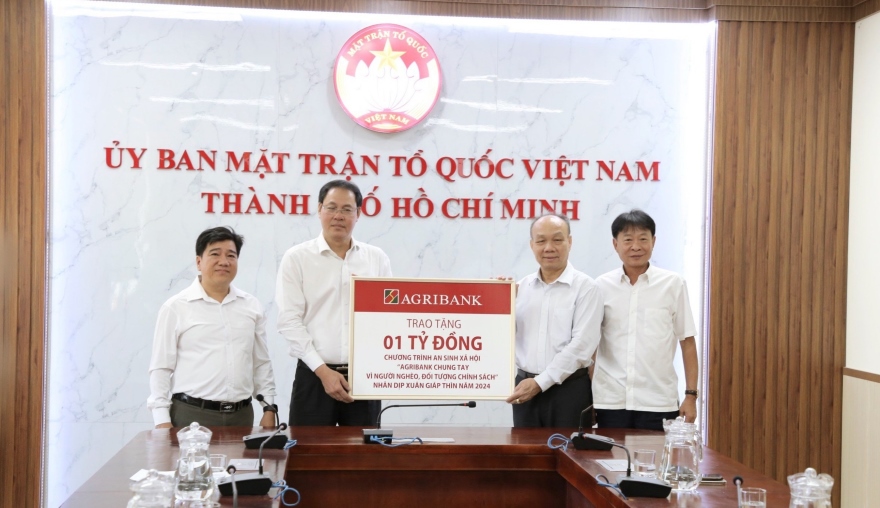 MẶT TRẬN TỔ QUỐC
VIỆT NAM
ỦY BAN MẶT TRẬN TỔ QUỐC VIỆT NAM
THÀNH Ố HỒ CHÍ MINH
AGRIBANK
TRAO TẶNG
01 TỶ ĐỒNG
CHƯƠNG TRÌNH AN SINH XÃ HỘI
"AGRIBANK CHUNG TAY
VÌ NGƯỜI NGHÈO, ĐỐI TƯỢNG CHÍNH SÁCH"
NHÂN DỊP XUÂN GIÁP THÌN NĂM 2024